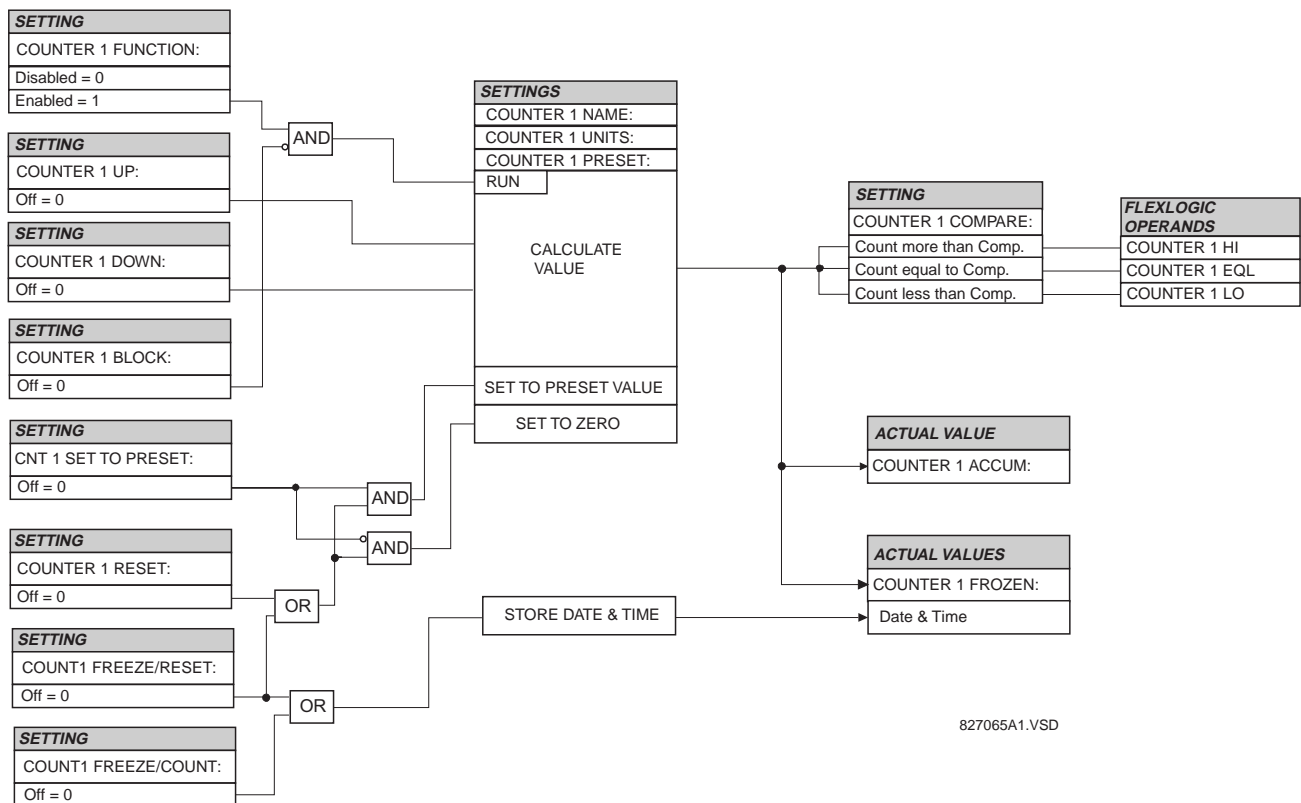 SETTING
COUNTER 1 FUNCTION:
Disabled = 0
Enabled = 1
SETTING
COUNTER 1 UP:
Off = 0
SETTING
COUNTER 1 DOWN:
Off = 0
SETTING
COUNTER 1 BLOCK:
Off = 0
SETTING
CNT 1 SET TO PRESET:
Off = 0
SETTING
COUNTER 1 RESET:
Off = 0
SETTING
COUNT1 FREEZE/RESET:
Off = 0
SETTING
COUNT1 FREEZE/COUNT:
Off = 0
AND
AND
AND
OR
OR
SETTINGS
COUNTER 1 NAME:
COUNTER 1 UNITS:
COUNTER 1 PRESET:
RUN
CALCULATE
VALUE
SET TO PRESET VALUE
SET TO ZERO
STORE DATE & TIME
SETTING
COUNTER 1 COMPARE:
Count more than Comp.
Count equal to Comp.
Count less than Comp.
FLEXLOGIC
OPERANDS
COUNTER 1 HI
COUNTER 1 EQL
COUNTER 1 LO
ACTUAL VALUE
COUNTER 1 ACCUM:
ACTUAL VALUES
COUNTER 1 FROZEN:
Date & Time
827065A1.VSD